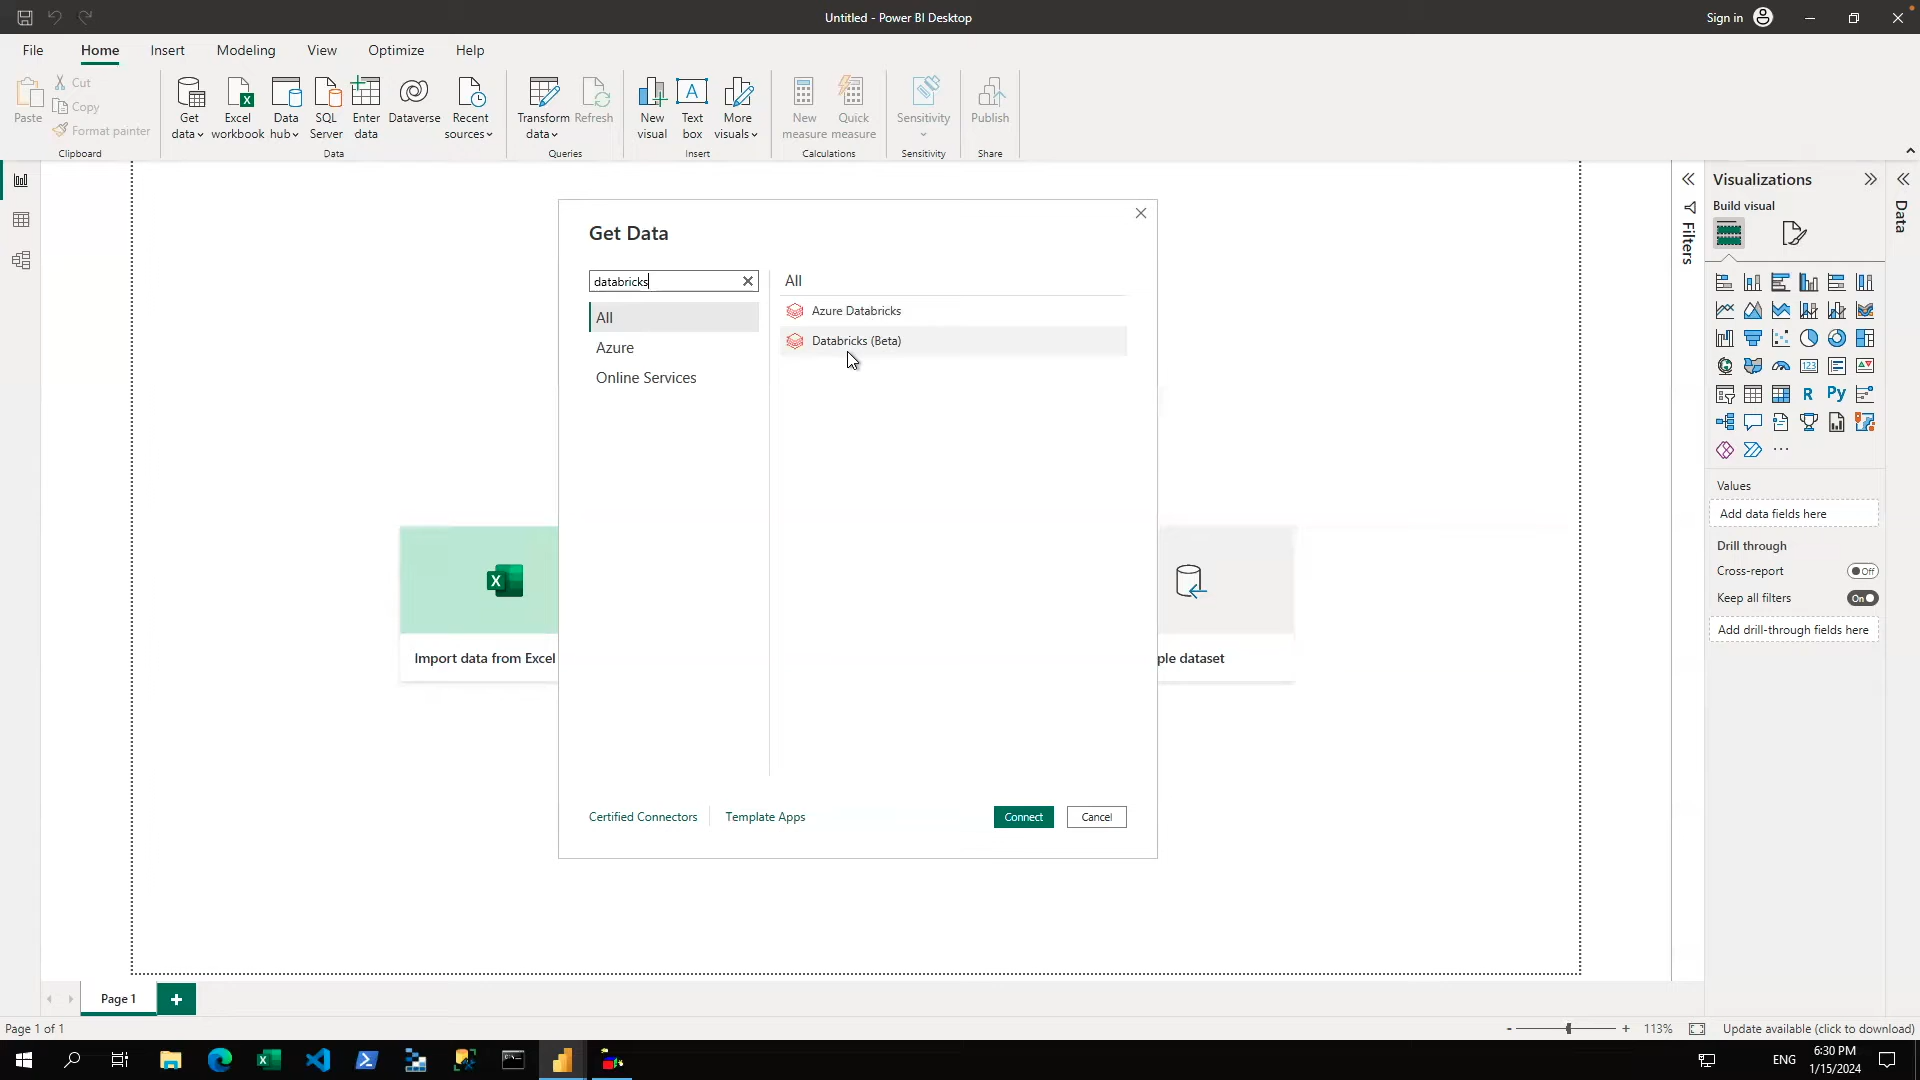 Untitled - Power BI Desktop
Sign in
File
Home
Insert
Modeling
View
Optimize
Help
Paste
Cut
Copy
Format painter
Clipboard
Get
data
Excel
workbook
Data
hub
SQL
Server
Enter
data
Dataverse
Recent
sources
Data
Transform
data
Refresh
Queries
New
visual
A
Text
box
More
visuals
Insert
New
measure
Quick
measure
Calculations
Sensitivity
Sensitivity
Publish
Share
Get Data
databricks
All
Azure
Online Services
All
Azure Databricks
Databricks (Beta)
Certified Connectors
Template Apps
Connect
Cancel
X
Import data from Excel
ple dataset
Filters
Visualizations
Build visual
123
R
Py
Values
Add data fields here
Drill through
Cross-report
Off
Keep all filters
On
Add drill-through fields here
Data
Page 1
+
Page 1 of 1
-
+
113%
Update available (click to download)
ENG
6:30 PM
1/15/2024